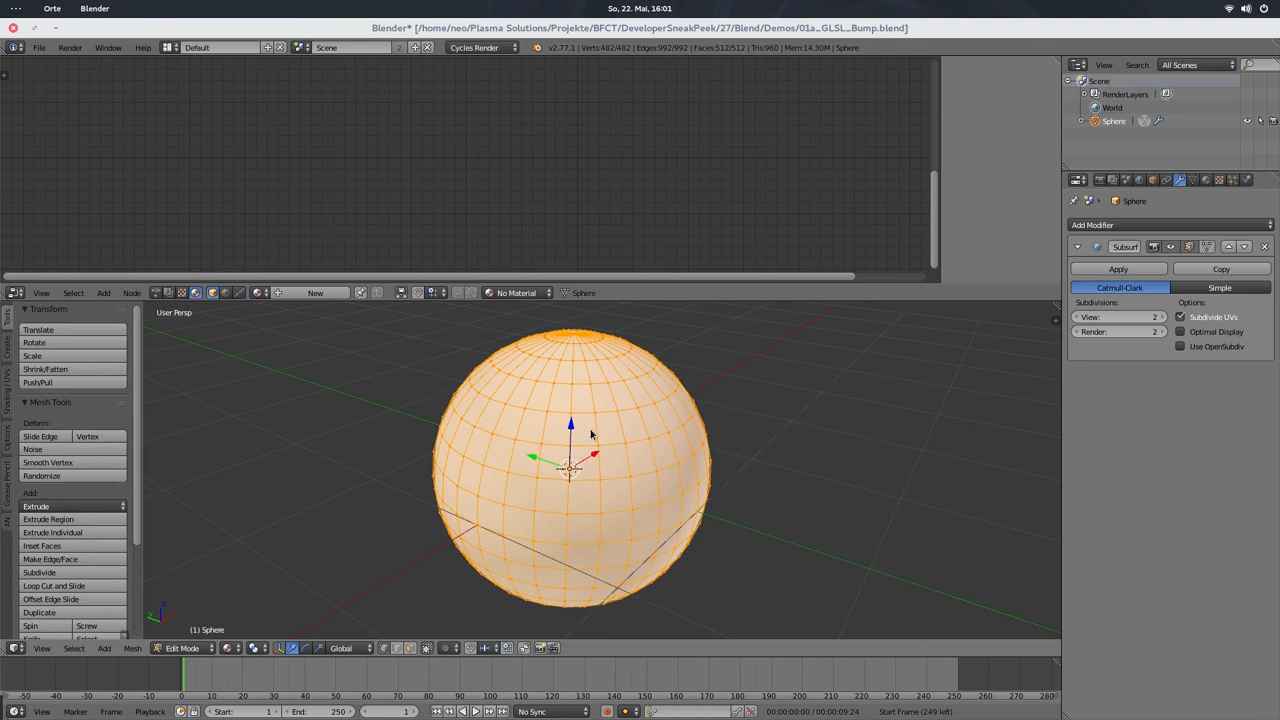 Orte Blender So, 22. Mai, 16:01
Blender* [/home/neo/Plasma Solutions/Projekte/BFCT/DeveloperSneakPeek/27/Blend/Demos/01a_GLSL_Bump.blend]
File Render Window Help Default Scene 2 Cycles Render v2.77.1 | Verts:482/482 | Edges:992/992 | Faces:512/512 | Tris:960 | Mem:14.30M | Sphere
View Search All Scenes
Scene
RenderLayers
World
Sphere
Sphere
Add Modifier
Subsurf
Apply Copy
Catmull-Clark Simple
Subdivisions: Options:
View: 2 Subdivide UVs
Render: 2 Optimal Display
Use OpenSubdiv
View Select Add Node New No Material Sphere
Tools
Create
Shading / UVs
Options
Grease Pencil
AN
Transform
Translate
Rotate
Scale
Shrink/Fatten
Push/Pull
Mesh Tools
Deform:
Slide Edge Vertex
Noise
Smooth Vertex
Randomize
Add:
Extrude
Extrude Region
Extrude Individual
Inset Faces
Make Edge/Face
Subdivide
Loop Cut and Slide
Offset Edge Slide
Duplicate
Spin Screw
User Persp
(1) Sphere
View Select Add Mesh Edit Mode Global
-50 -40 -30 -20 -10 0 10 20 30 40 50 60 70 80 90 100 110 120 130 140 150 160 170 180 190 200 210 220 230 240 250 260 270 280
View Marker Frame Playback Start: 1 End: 250 1 No Sync 00:00:00:00 / 00:00:09:24 Start Frame (249 left)